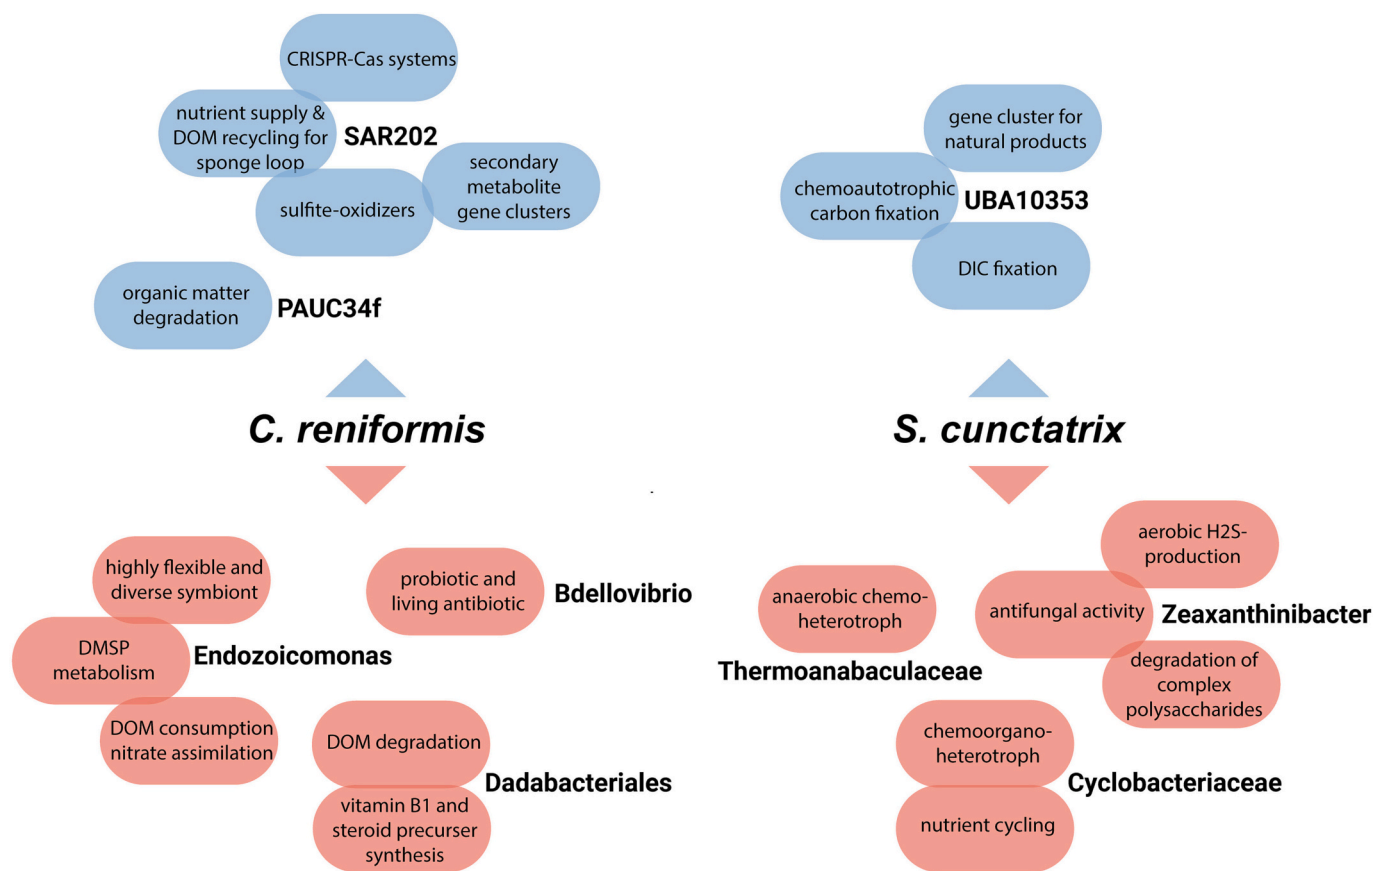 CRISPR-Cas systems
nutrient supply &
DOM recycling for
sponge loop
SAR202
secondary
metabolite
gene clusters
sulfite-oxidizers
organic matter
degradation
PAUC34f
gene cluster for
natural products
chemoautotrophic
carbon fixation
UBA10353
DIC fixation
C. reniformis
S. cunctatrix
highly flexible and
diverse symbiont
DMSP
metabolism
Endozoicomonas
DOM consumption
nitrate assimilation
probiotic and
living antibiotic
Bdellovibrio
DOM degradation
Dadabacteriales
vitamin B1 and
steroid precurser
synthesis
anaerobic chemo-
heterotroph
Thermoanabaculaceae
aerobic H2S-
production
antifungal activity
Zeaxanthinibacter
degradation of
complex
polysaccharides
chemoorgano-
heterotroph
Cyclobacteriaceae
nutrient cycling